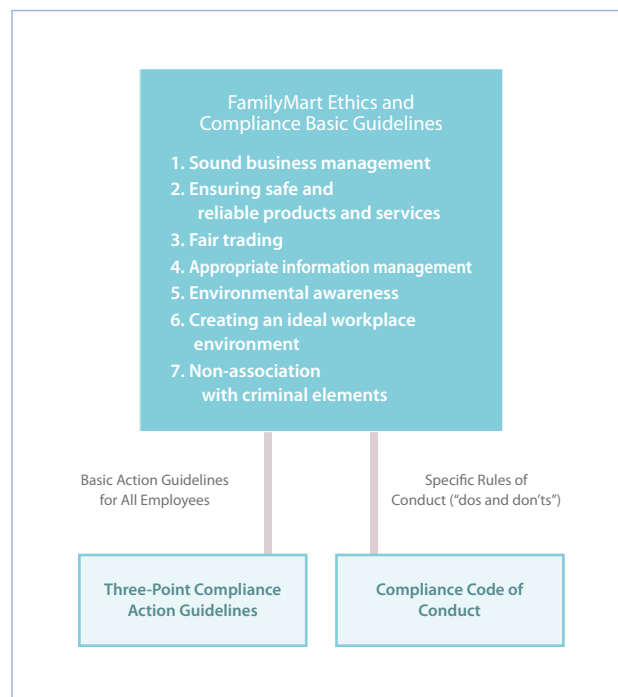 FamilyMart Ethics and
Compliance Basic Guidelines
1. Sound business management
2. Ensuring safe and
reliable products and services
3. Fair trading
4. Appropriate information management
5. Environmental awareness
6. Creating an ideal workplace
environment
7. Non-association
with criminal elements
Basic Action Guidelines
for All Employees
Specific Rules of
Conduct (“dos and don’ts”)
Three-Point Compliance
Action Guidelines
Compliance Code of
Conduct